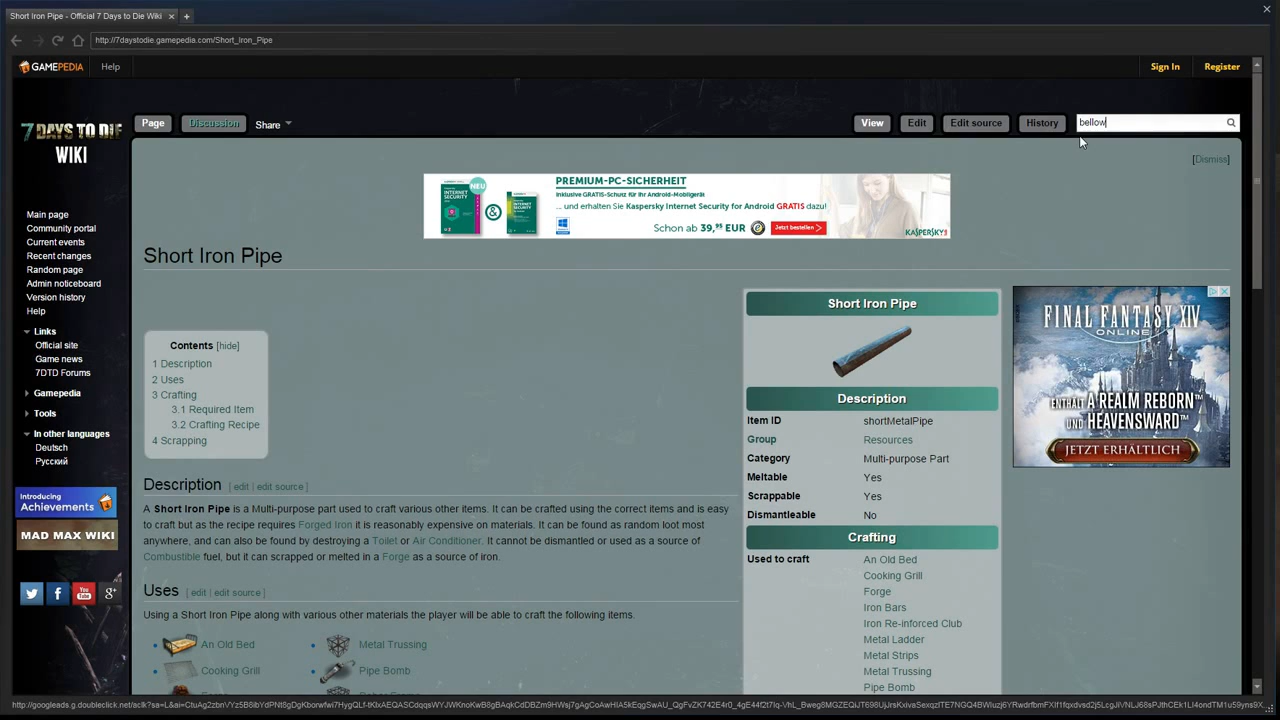 Short Iron Pipe - Official 7 Days to Die Wiki
http://7daystodie.gamepedia.com/Short_Iron_Pipe
GAMEPEDIA Help Sign In Register
7 DAYS TO DIE
WIKI
Page Discussion Share View Edit Edit source History bellow
[Dismiss]
NEU
&
PREMIUM-PC-SICHERHEIT
Inklusive GRATIS-Schutz für Ihr Android-Mobilgerät
... und erhalten Sie Kaspersky Internet Security for Android GRATIS dazu!
Schon ab 39,95 EUR Jetzt bestellen >
KASPERSKY
Main page
Community portal
Current events
Recent changes
Random page
Admin noticeboard
Version history
Help
Links
Official site
Game news
7DTD Forums
Gamepedia
Tools
In other languages
Deutsch
Русский
Introducing
Achievements
MAD MAX WIKI
You
Tube
g+
Short Iron Pipe
Contents [hide]
1 Description
2 Uses
3 Crafting
3.1 Required Item
3.2 Crafting Recipe
4 Scrapping
Description [ edit | edit source ]
A Short Iron Pipe is a Multi-purpose part used to craft various other items. It can be crafted using the correct items and is easy
to craft but as the recipe requires Forged Iron it is reasonably expensive on materials. It can be found as random loot most
anywhere, and can also be found by destroying a Toilet or Air Conditioner. It cannot be dismantled or used as a source of
Combustible fuel, but it can scrapped or melted in a Forge as a source of iron.
Uses [ edit | edit source ]
Using a Short Iron Pipe along with various other materials the player will be able to craft the following items.
An Old Bed Metal Trussing
Cooking Grill Pipe Bomb
Short Iron Pipe
Description
Item ID shortMetalPipe
Group Resources
Category Multi-purpose Part
Meltable Yes
Scrappable Yes
Dismantleable No
Crafting
Used to craft An Old Bed
Cooking Grill
Forge
Iron Bars
Iron Re-inforced Club
Metal Ladder
Metal Strips
Metal Trussing
Pipe Bomb
FINAL FANTASY XIV
ONLINE
ENTHÄLT A REALM REBORN™
UND HEAVENSWARD™
JETZT ERHÄLTLICH